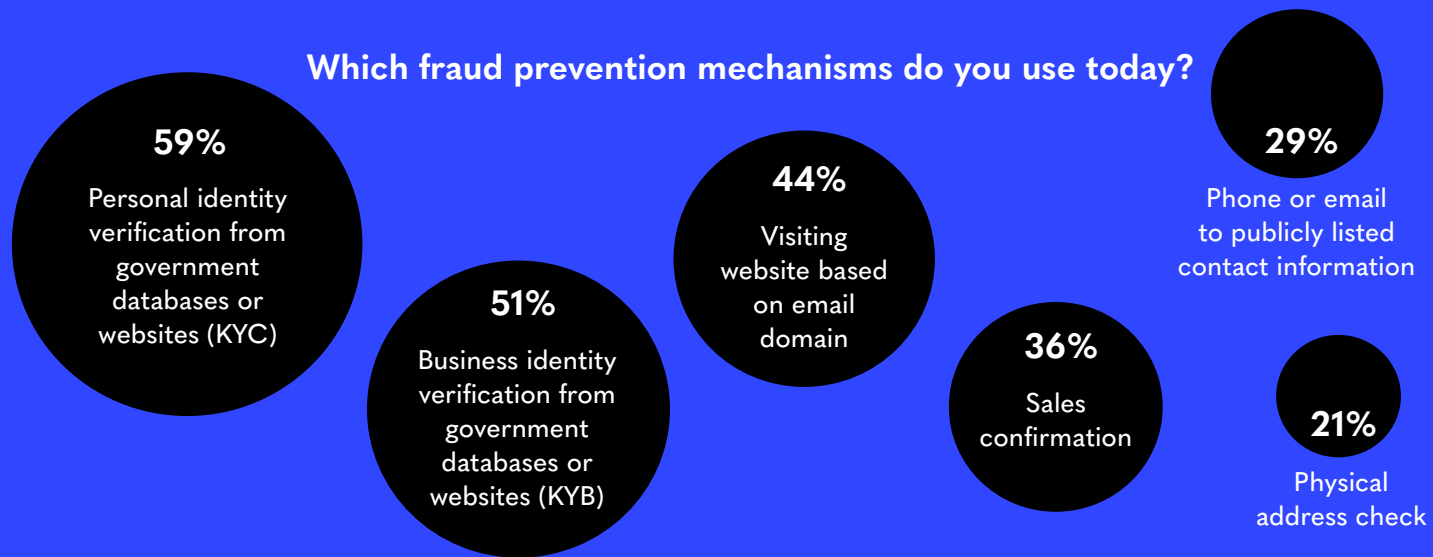 Which fraud prevention mechanisms do you use today?
59%
Personal identity
verification from
government
databases or
websites (KYC)
51%
Business identity
verification from
government
databases or
websites (KYB)
44%
Visiting
website based
on email
domain
36%
Sales
confirmation
29%
Phone or email
to publicly listed
contact information
21%
Physical
address check